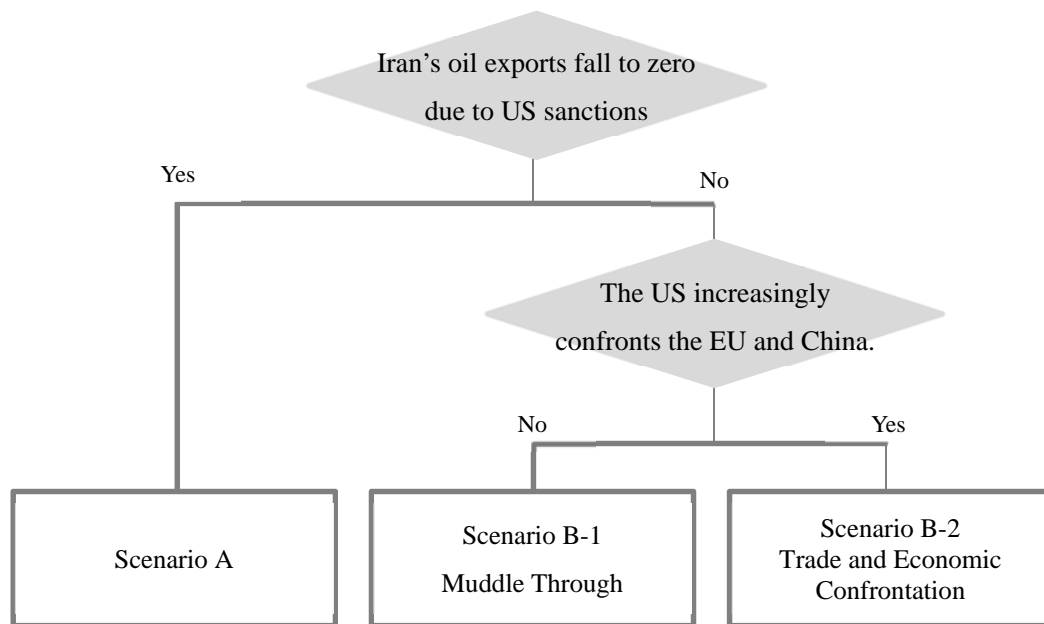 Iran’s oil exports fall to zero
due to US sanctions
Yes
No
The US increasingly
confronts the EU and China.
No
Yes
Scenario A
Scenario B-1
Muddle Through
Scenario B-2
Trade and Economic
Confrontation